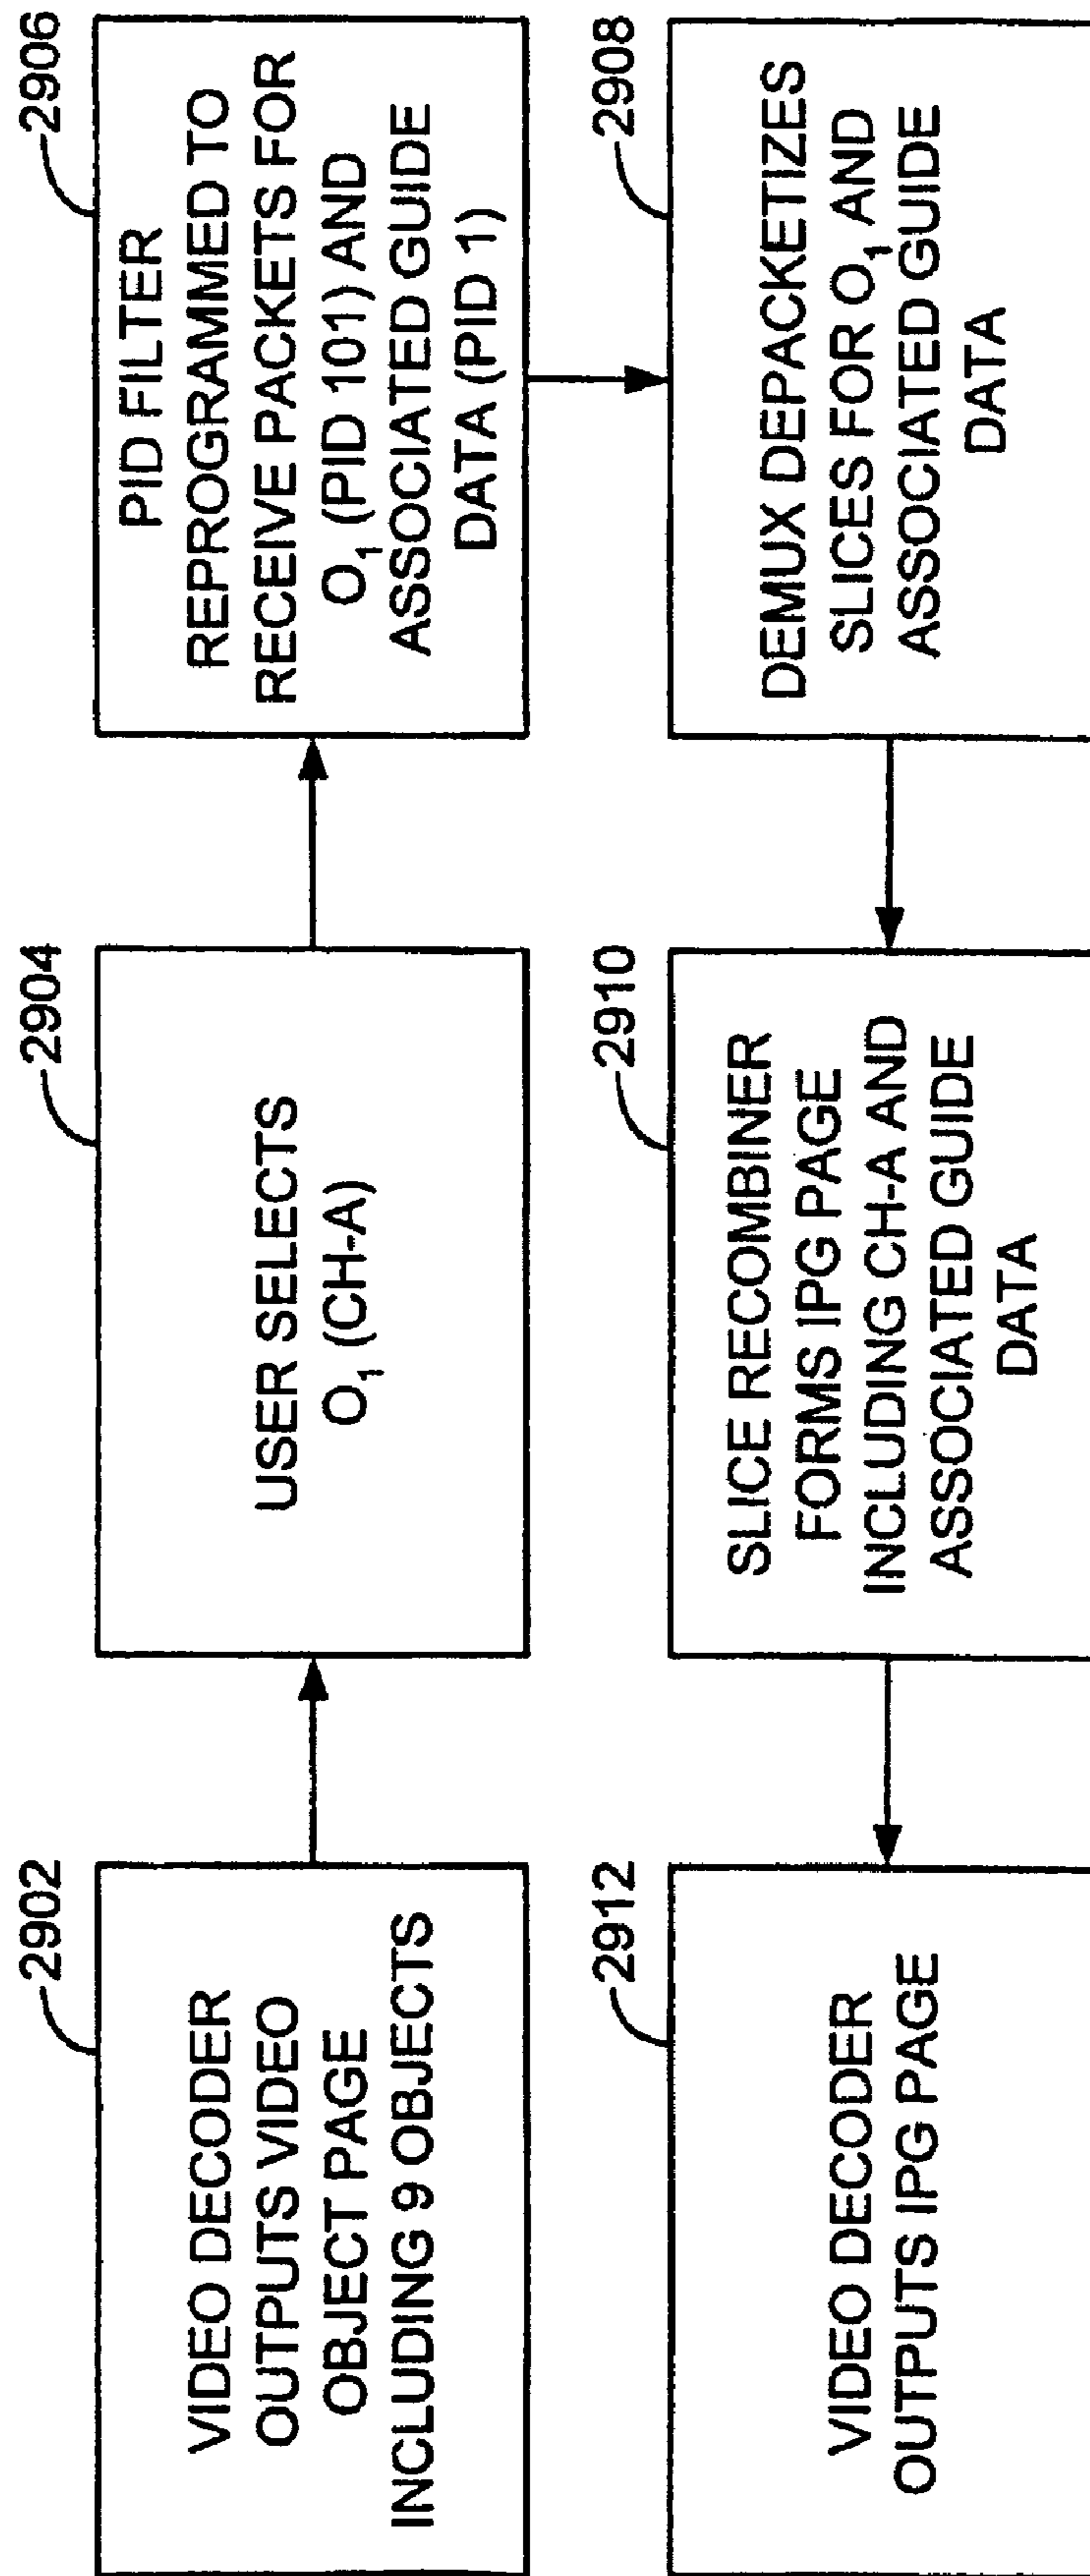 2902
VIDEO DECODER
OUTPUTS VIDEO
OBJECT PAGE
INCLUDING 9 OBJECTS
2904
USER SELECTS
O₁ (CH-A)
2906
PID FILTER
REPROGRAMMED TO
RECEIVE PACKETS FOR
O₁ (PID 101) AND
ASSOCIATED GUIDE
DATA (PID 1)
2908
DEMUX DEPACKETIZES
SLICES FOR O₁ AND
ASSOCIATED GUIDE
DATA
2910
SLICE RECOMBINER
FORMS IPG PAGE
INCLUDING CH-A AND
ASSOCIATED GUIDE
DATA
2912
VIDEO DECODER
OUTPUTS IPG PAGE